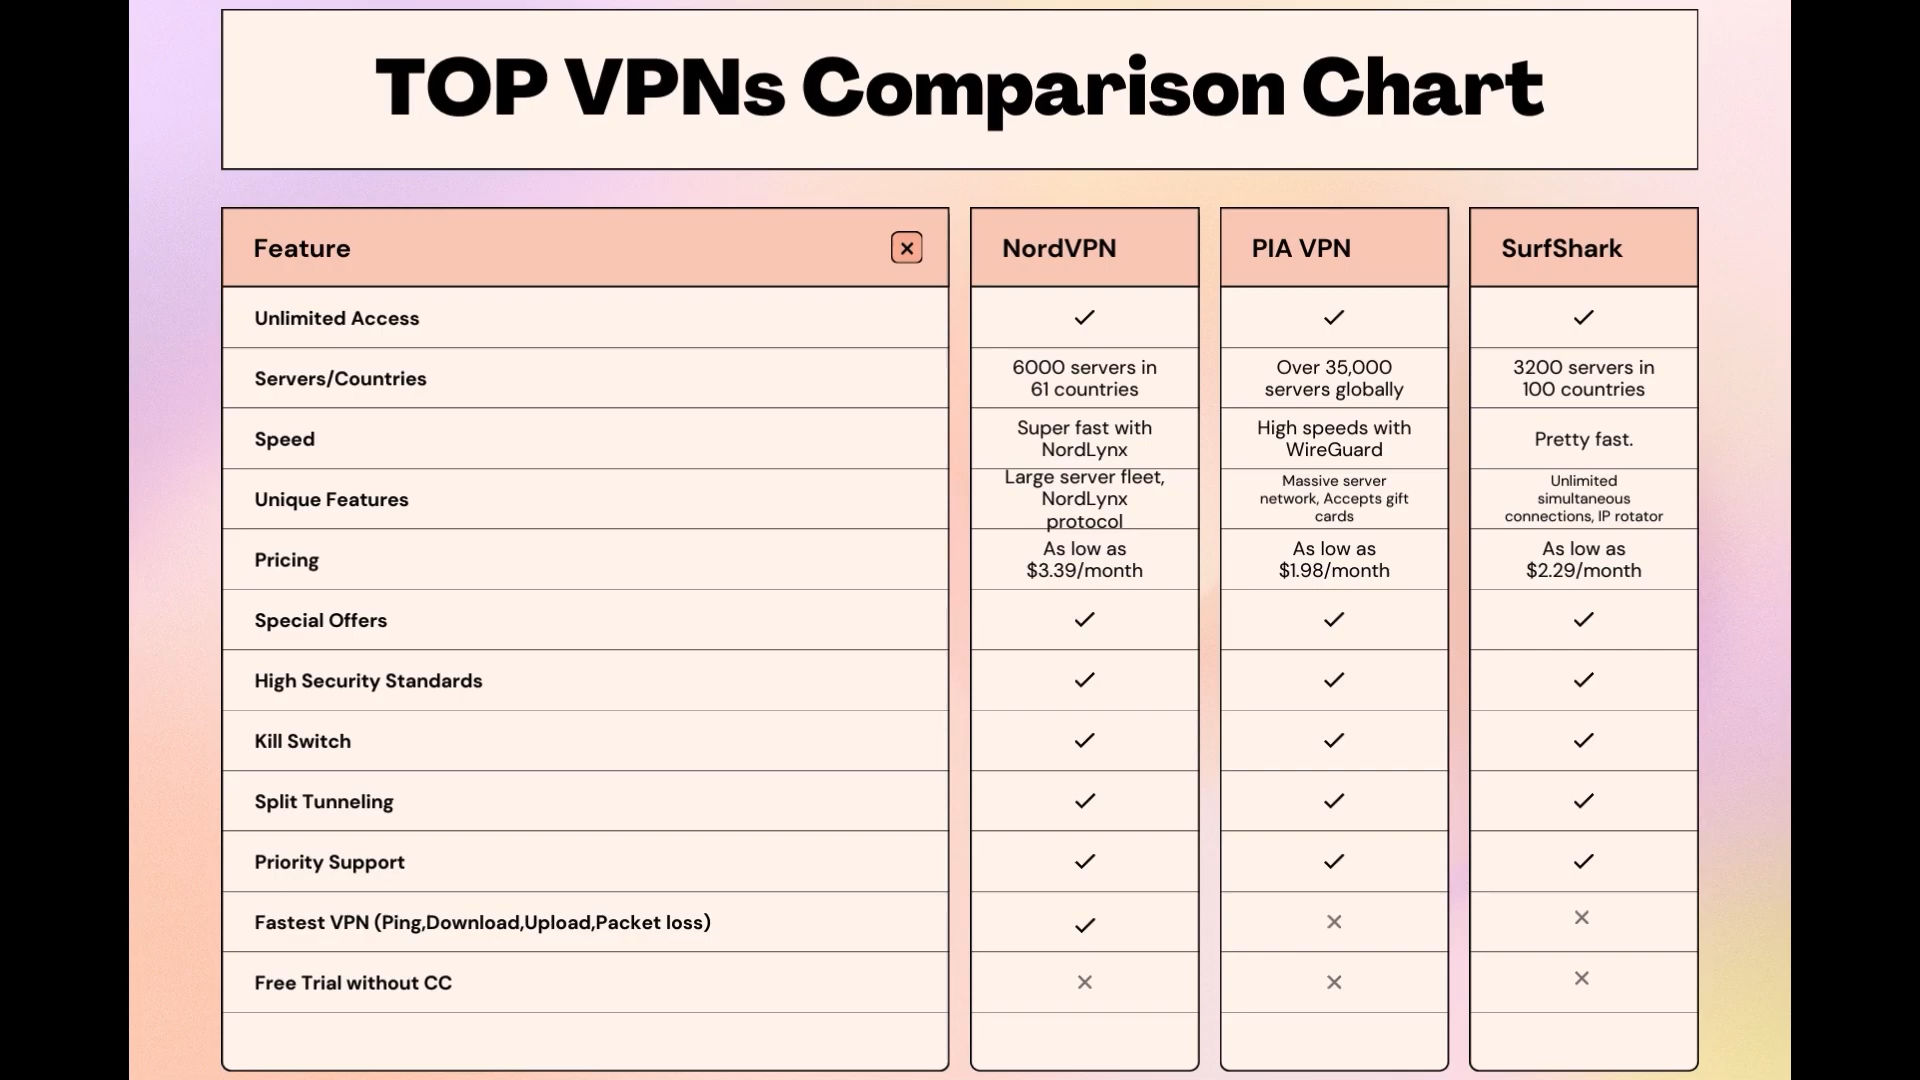 TOP VPNs Comparison Chart
Feature
NordVPN
PIA VPN
SurfShark
Unlimited Access
Servers/Countries
6000 servers in
61 countries
Over 35,000
servers globally
3200 servers in
100 countries
Speed
Super fast with
NordLynx
High speeds with
WireGuard
Pretty fast.
Unique Features
Large server fleet,
NordLynx
protocol
Massive server
network, Accepts gift
cards
Unlimited
simultaneous
connections, IP rotator
Pricing
As low as
$3.39/month
As low as
$1.98/month
As low as
$2.29/month
Special Offers
High Security Standards
Kill Switch
Split Tunneling
Priority Support
Fastest VPN (Ping,Download,Upload,Packet loss)
Free Trial without CC